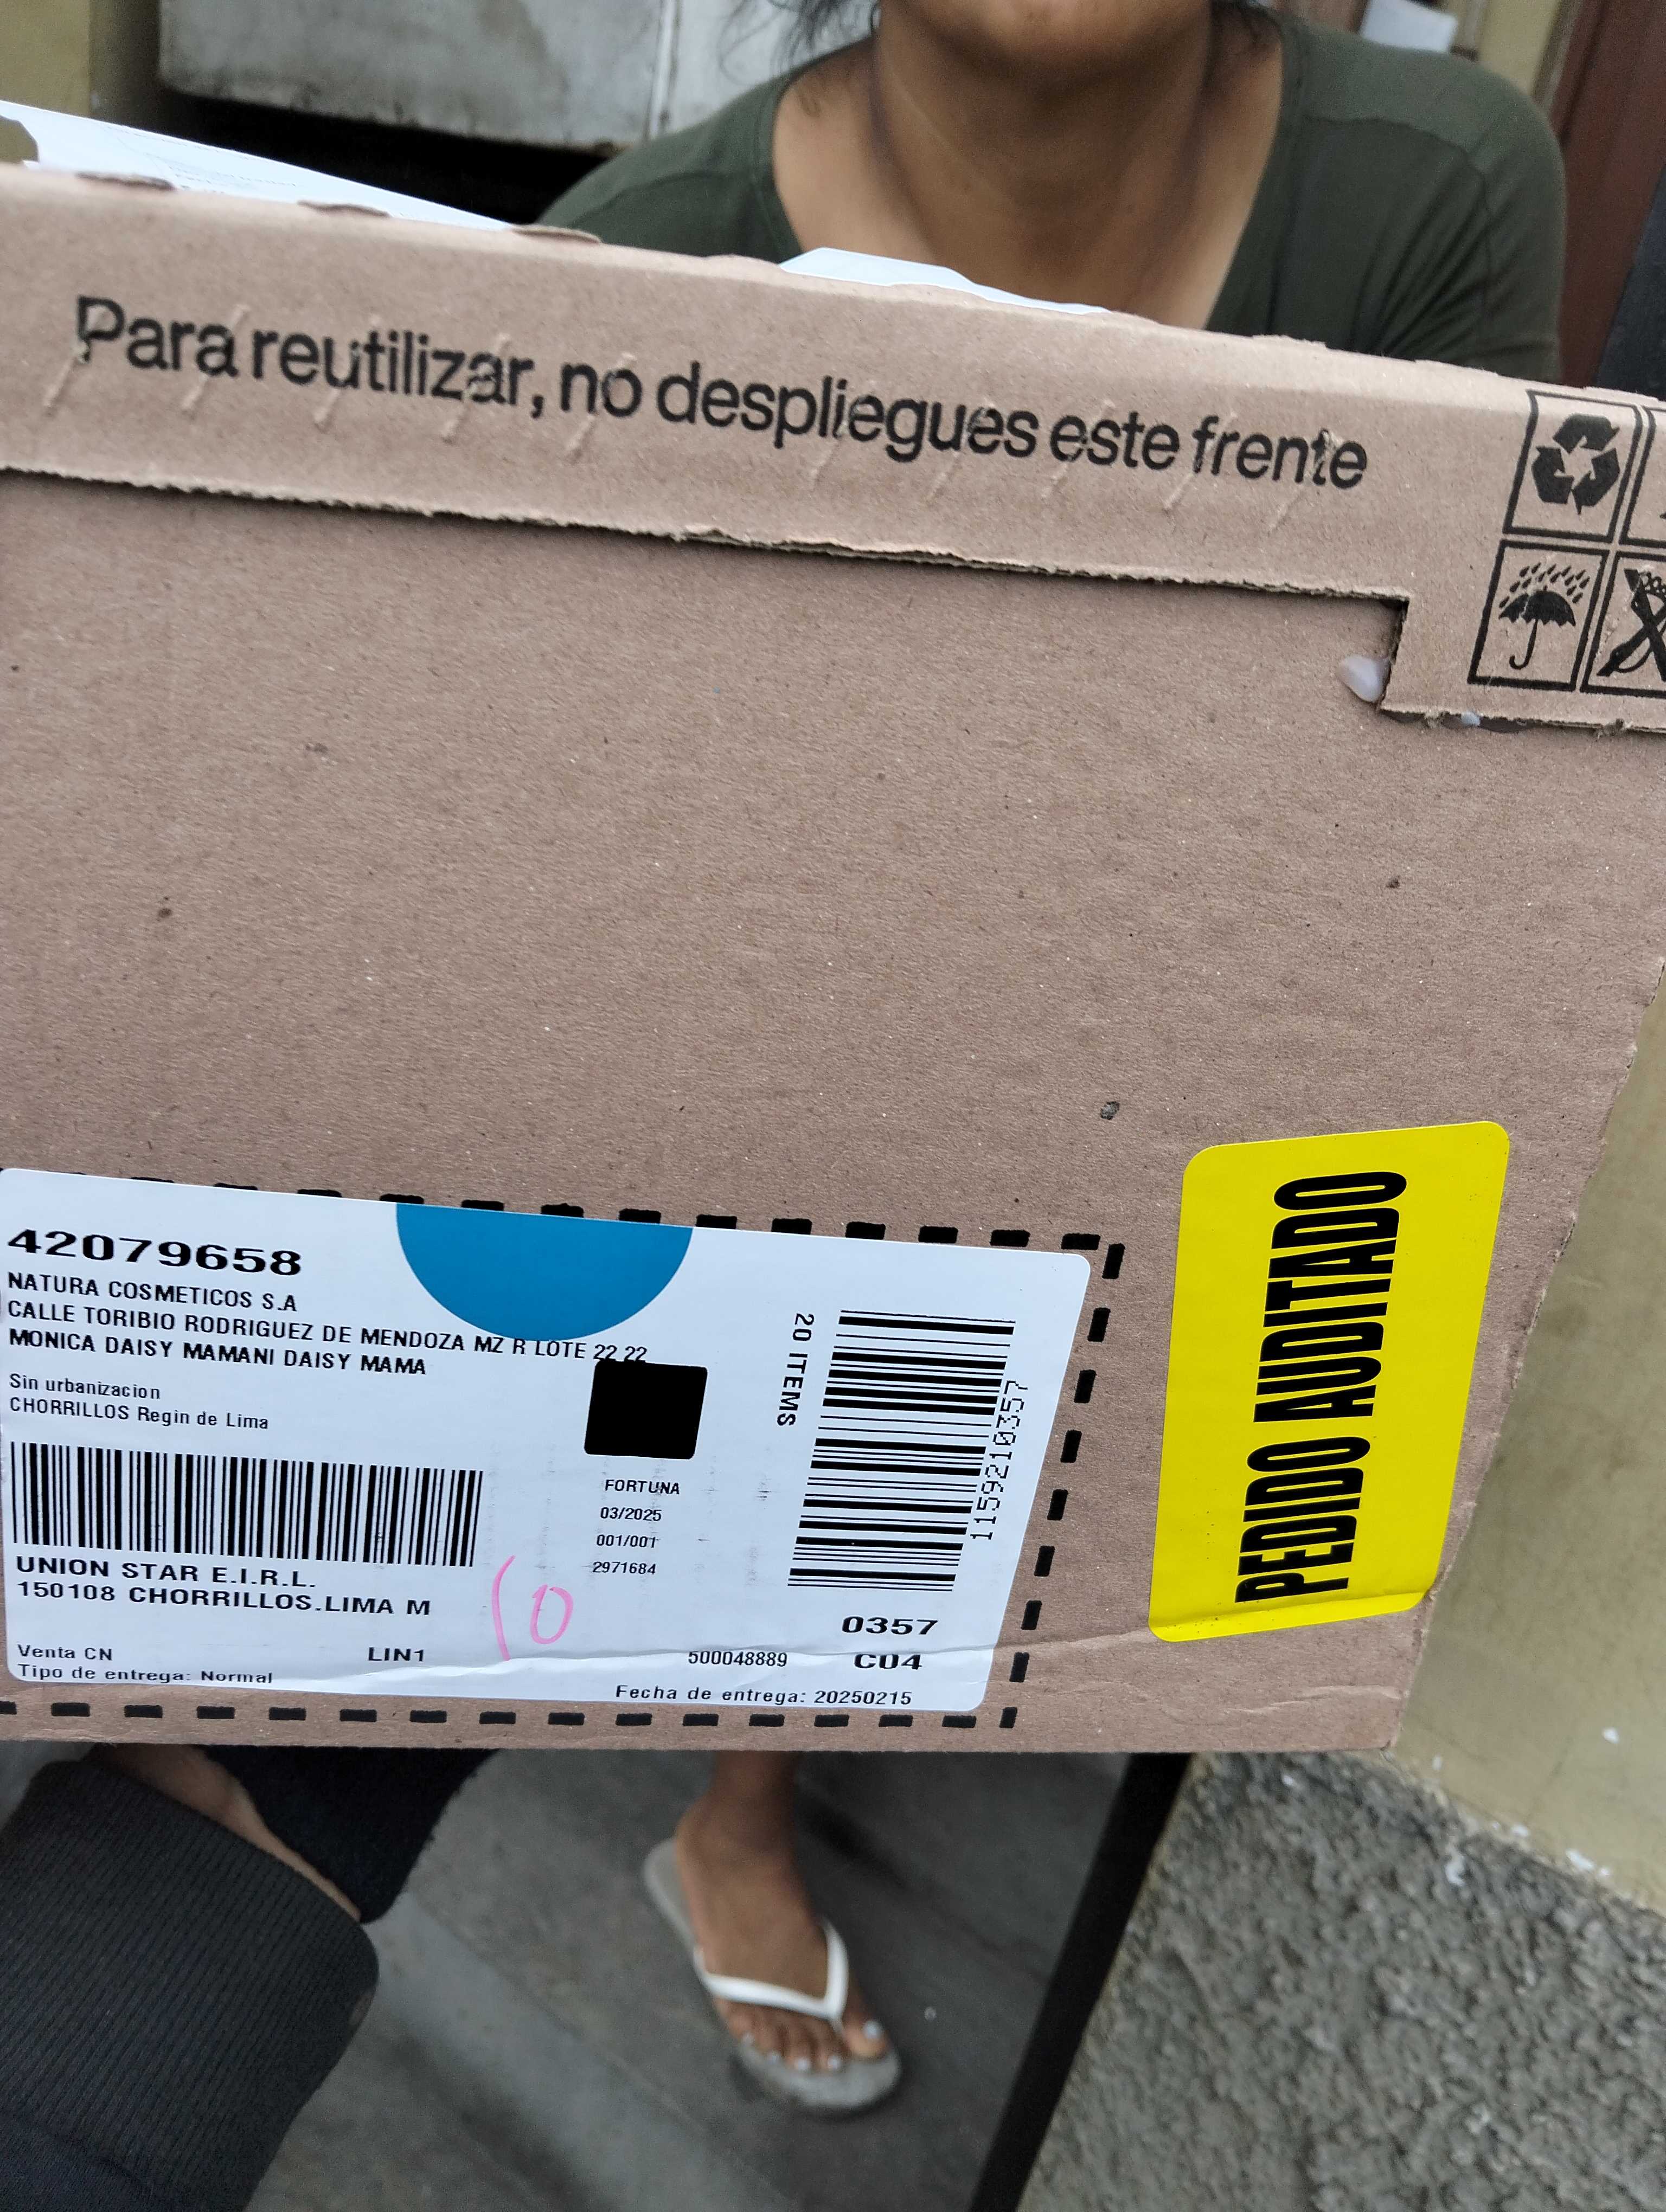 Para reutilizar, no despliegues este frente
42079658
NATURA COSMETICOS S.A
CALLE TORIBIO RODRIGUEZ DE MENDOZA MZ R LOTE 22 22
MONICA DAISY MAMANI DAISY MAMA
Sin urbanizacion
CHORRILLOS Regin de Lima
FORTUNA
03/2025
001/001
2971684
20 ITEMS
1159210357
UNION STAR E.I.R.L.
150108 CHORRILLOS.LIMA M
10
0357
Venta CN
LIN1
500048889
C04
Tipo de entrega: Normal
Fecha de entrega: 20250215
PEDIDO AUDITADO